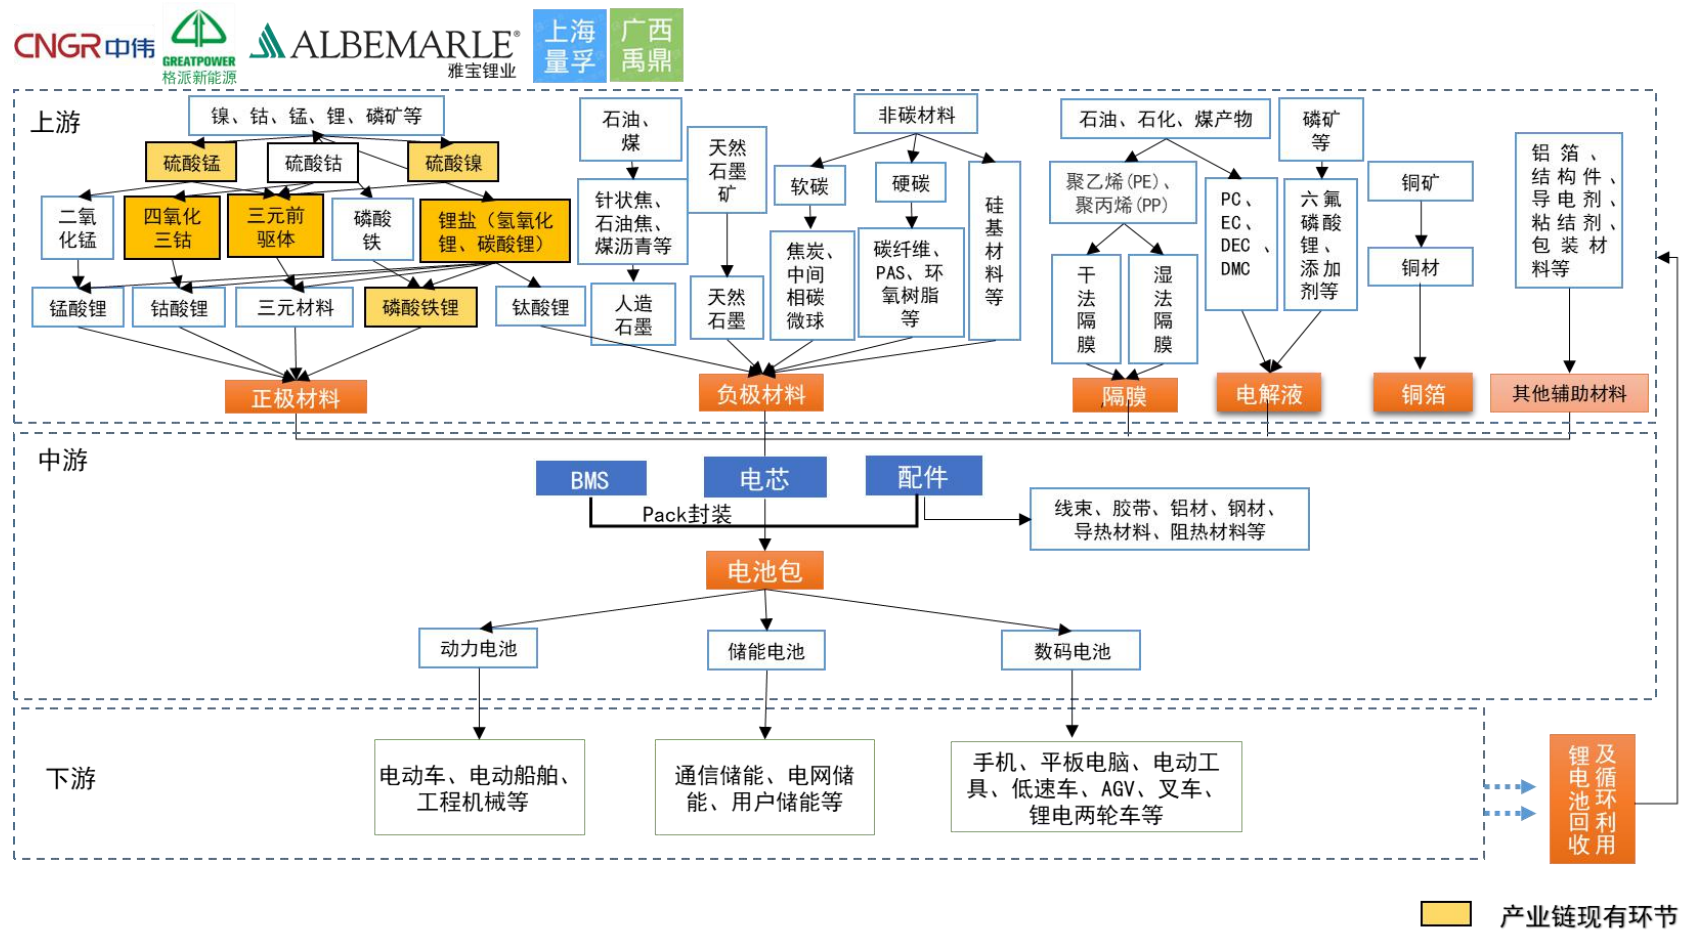 CNGR中伟
GREATPOWER
格派新能源
ALBEMARLE®
雅宝锂业
上海
量孚
广西
禹鼎
上游
镍、钴、锰、锂、磷矿等
硫酸锰
硫酸钴
硫酸镍
二氧
化锰
四氧化
三钴
三元前
驱体
磷酸
铁
锂盐（氢氧化
锂、碳酸锂）
锰酸锂
钴酸锂
三元材料
磷酸铁锂
钛酸锂
正极材料
石油、
煤
针状焦、
石油焦、
煤沥青等
人造
石墨
天然
石墨
矿
天然
石墨
非碳材料
软碳
硬碳
硅
基
材
料
等
焦炭、
中间
相碳
微球
碳纤维、
PAS、环
氧树脂
等
负极材料
石油、石化、煤产物
聚乙烯(PE)、
聚丙烯(PP)
PC、
EC、
DEC、
DMC
干
法
隔
膜
湿
法
隔
膜
隔膜
磷矿
等
六氟
磷酸
锂、
添加
剂等
电解液
铜矿
铜材
铜箔
铝箔、
结构件、
导电剂、
粘结剂、
包装材
料等
其他辅助材料
中游
BMS
电芯
配件
Pack封装
线束、胶带、铝材、钢材、
导热材料、阻热材料等
电池包
动力电池
储能电池
数码电池
下游
电动车、电动船舶、
工程机械等
通信储能、电网储
能、用户储能等
手机、平板电脑、电动工
具、低速车、AGV、叉车、
锂电两轮车等
锂电池回收
及循环利用
产业链现有环节